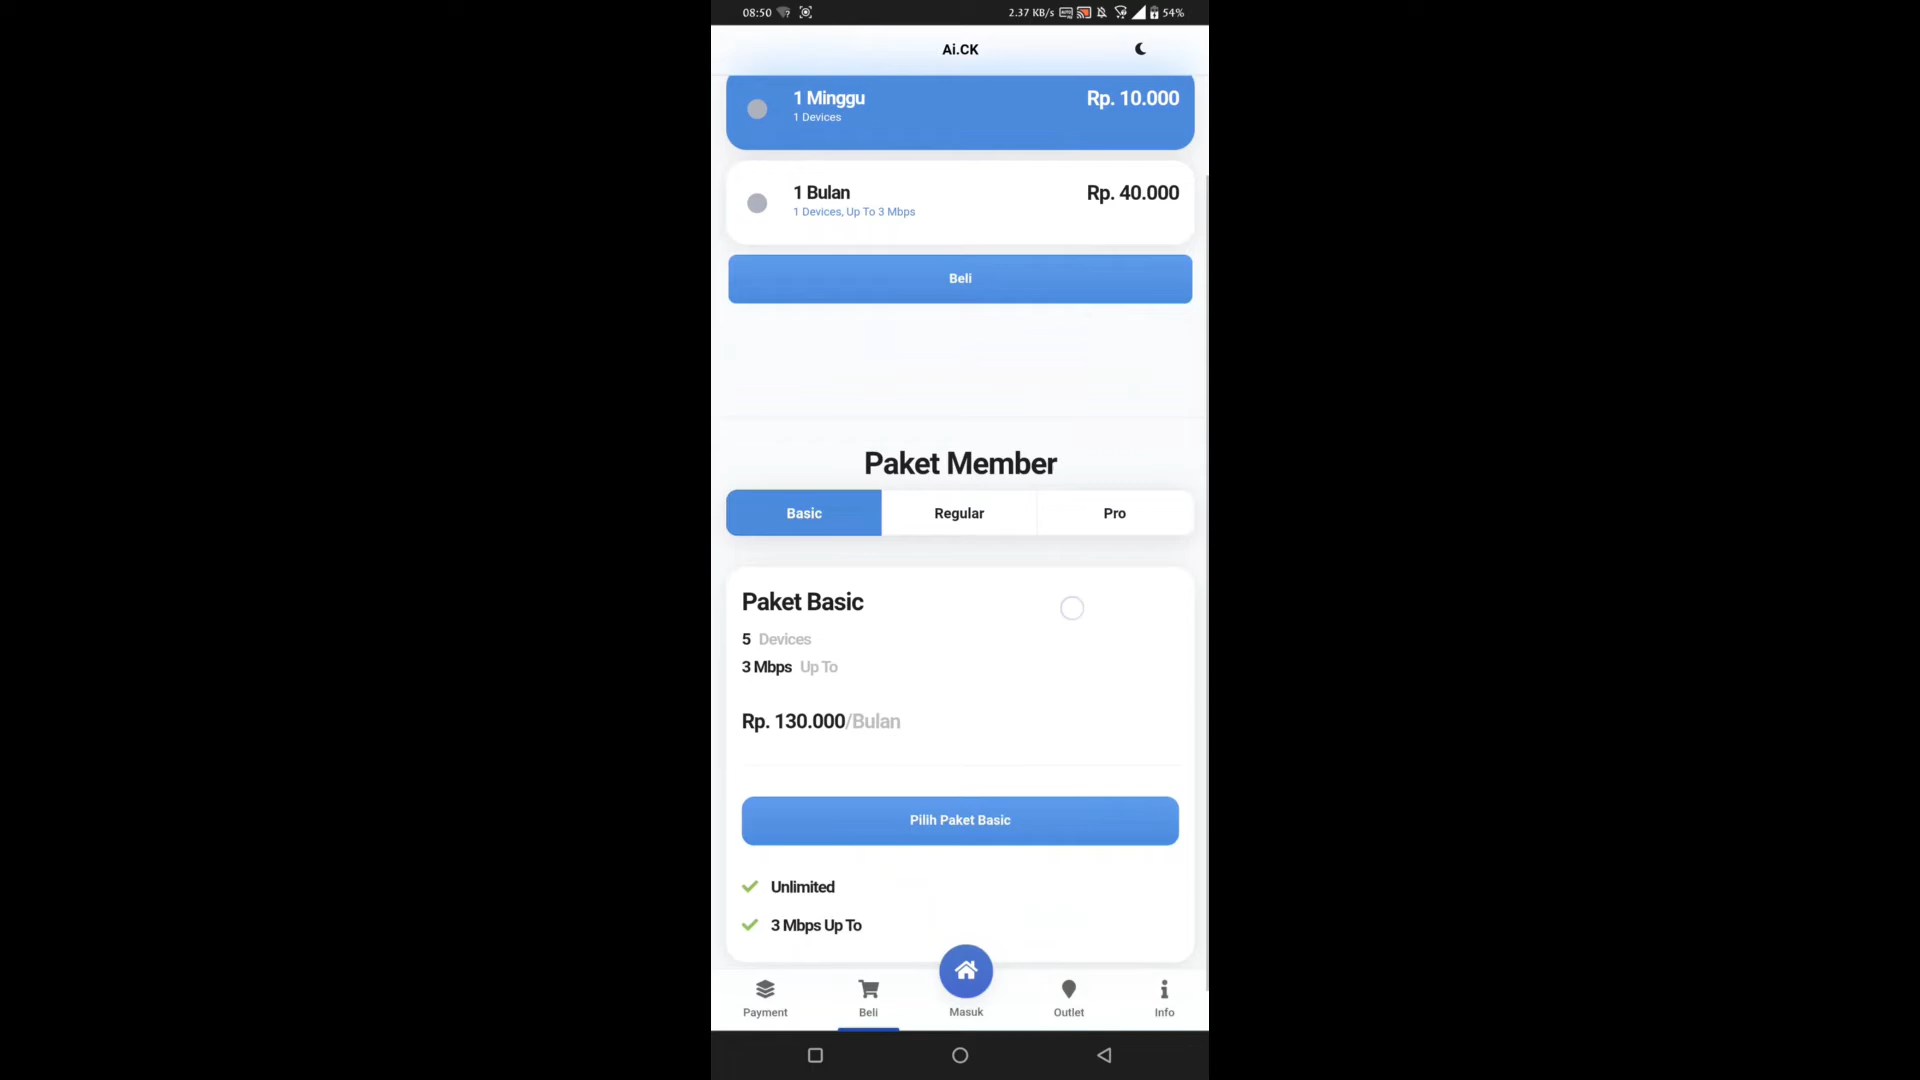 08:50
2.37 KB/s
54%
Ai.CK
1 Minggu
Rp. 10.000
1 Devices
1 Bulan
Rp. 40.000
1 Devices, Up To 3 Mbps
Beli
Paket Member
Basic
Regular
Pro
Paket Basic
5 Devices
3 Mbps Up To
Rp. 130.000/Bulan
Pilih Paket Basic
Unlimited
3 Mbps Up To
Payment
Beli
Masuk
Outlet
Info